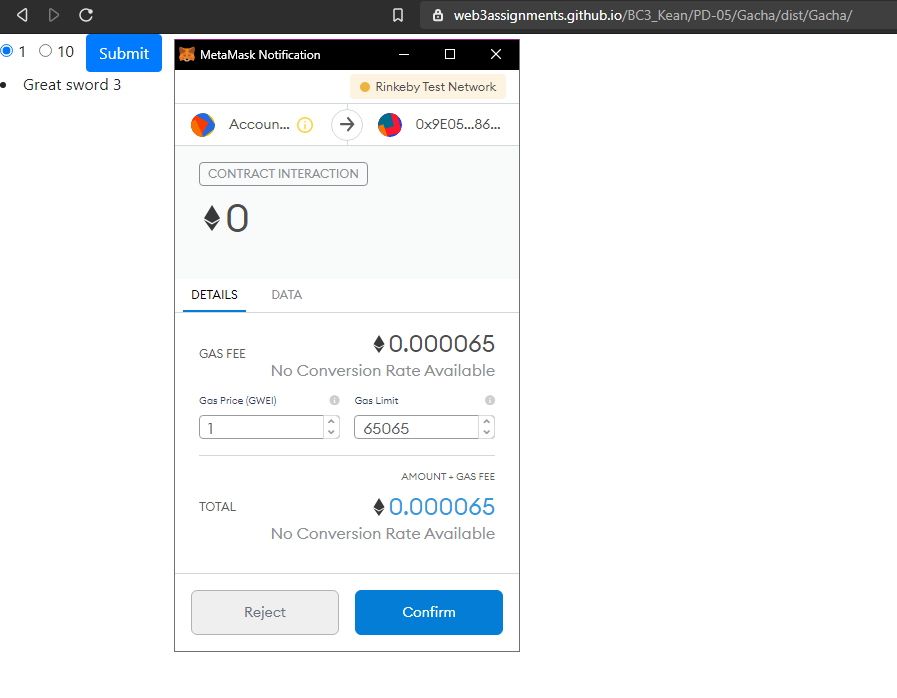 web3assignments.github.io/BC3_Kean/PD-05/Gacha/dist/Gacha/
1 10 Submit
Great sword 3
MetaMask Notification
Rinkeby Test Network
Accoun... 0x9E05...86...
CONTRACT INTERACTION
0
DETAILS DATA
GAS FEE 0.000065
No Conversion Rate Available
Gas Price (GWEI) Gas Limit
1 65065
AMOUNT + GAS FEE
TOTAL 0.000065
No Conversion Rate Available
Reject Confirm